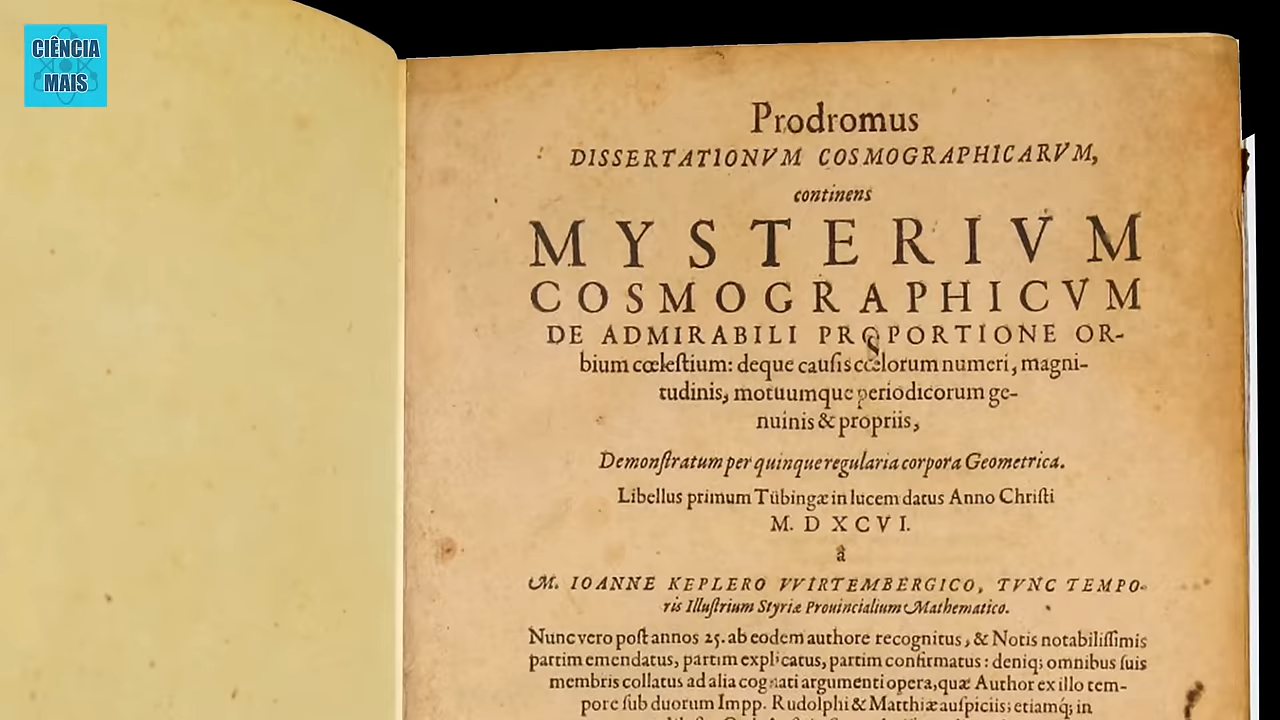 CIÊNCIA
MAIS
Prodromus
DISSERTATIONVM COSMOGRAPHICARVM,
continens
MYSTERIVM
COSMOGRAPHICVM
DE ADMIRABILI PROPORTIONE OR-
bium cœleſtium: deque cauſis cœlorum numeri, magni-
tudinis, motuumque periodicorum ge-
nuinis & propriis,
Demonſtratum per quinque regularia corpora Geometrica.
Libellus primum Tübingæ in lucem datus Anno Chriſti
M. D XCVI.
â
M. IOANNE KEPLERO VVIRTEMBERGICO, TVNC TEMPO-
ris Illuſtrium Styriæ Prouincialium Mathematico.
Nunc vero poſt annos 25. ab eodem authore recognitus, & Notis notabiliſſimis
partim emendatus, partim explicatus, partim confirmatus: deniq; omnibus ſuis
membris collatus ad alia cognati argumenti opera, quæ Author ex illo tem-
pore ſub duorum Impp. Rudolphi & Matthiæ auſpiciis; etiamq́; in